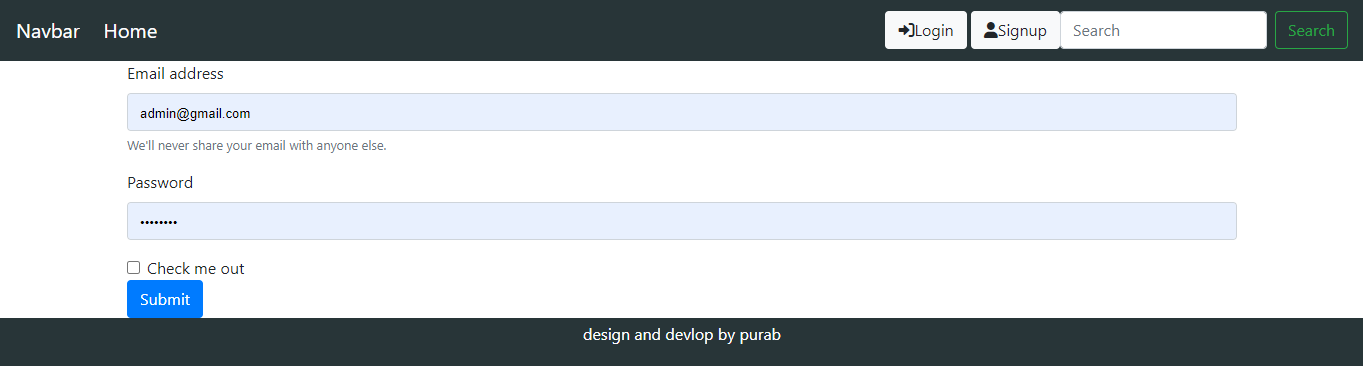 Navbar Home Login Signup Search Search
Email address
admin@gmail.com
We'll never share your email with anyone else.
Password
••••••••
Check me out
Submit
design and devlop by purab